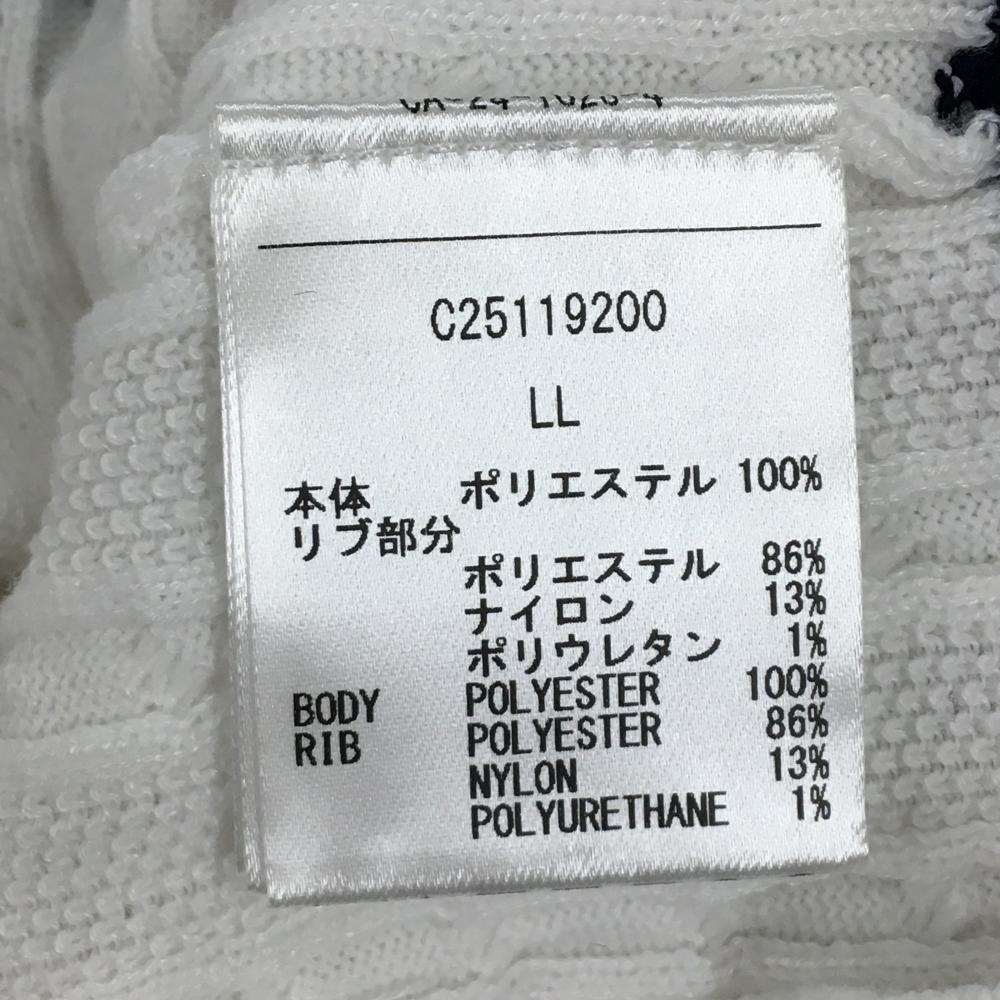 C25119200
LL
本体 ポリエステル 100%
リブ部分
ポリエステル 86%
ナイロン 13%
ポリウレタン 1%
BODY POLYESTER 100%
RIB POLYESTER 86%
NYLON 13%
POLYURETHANE 1%